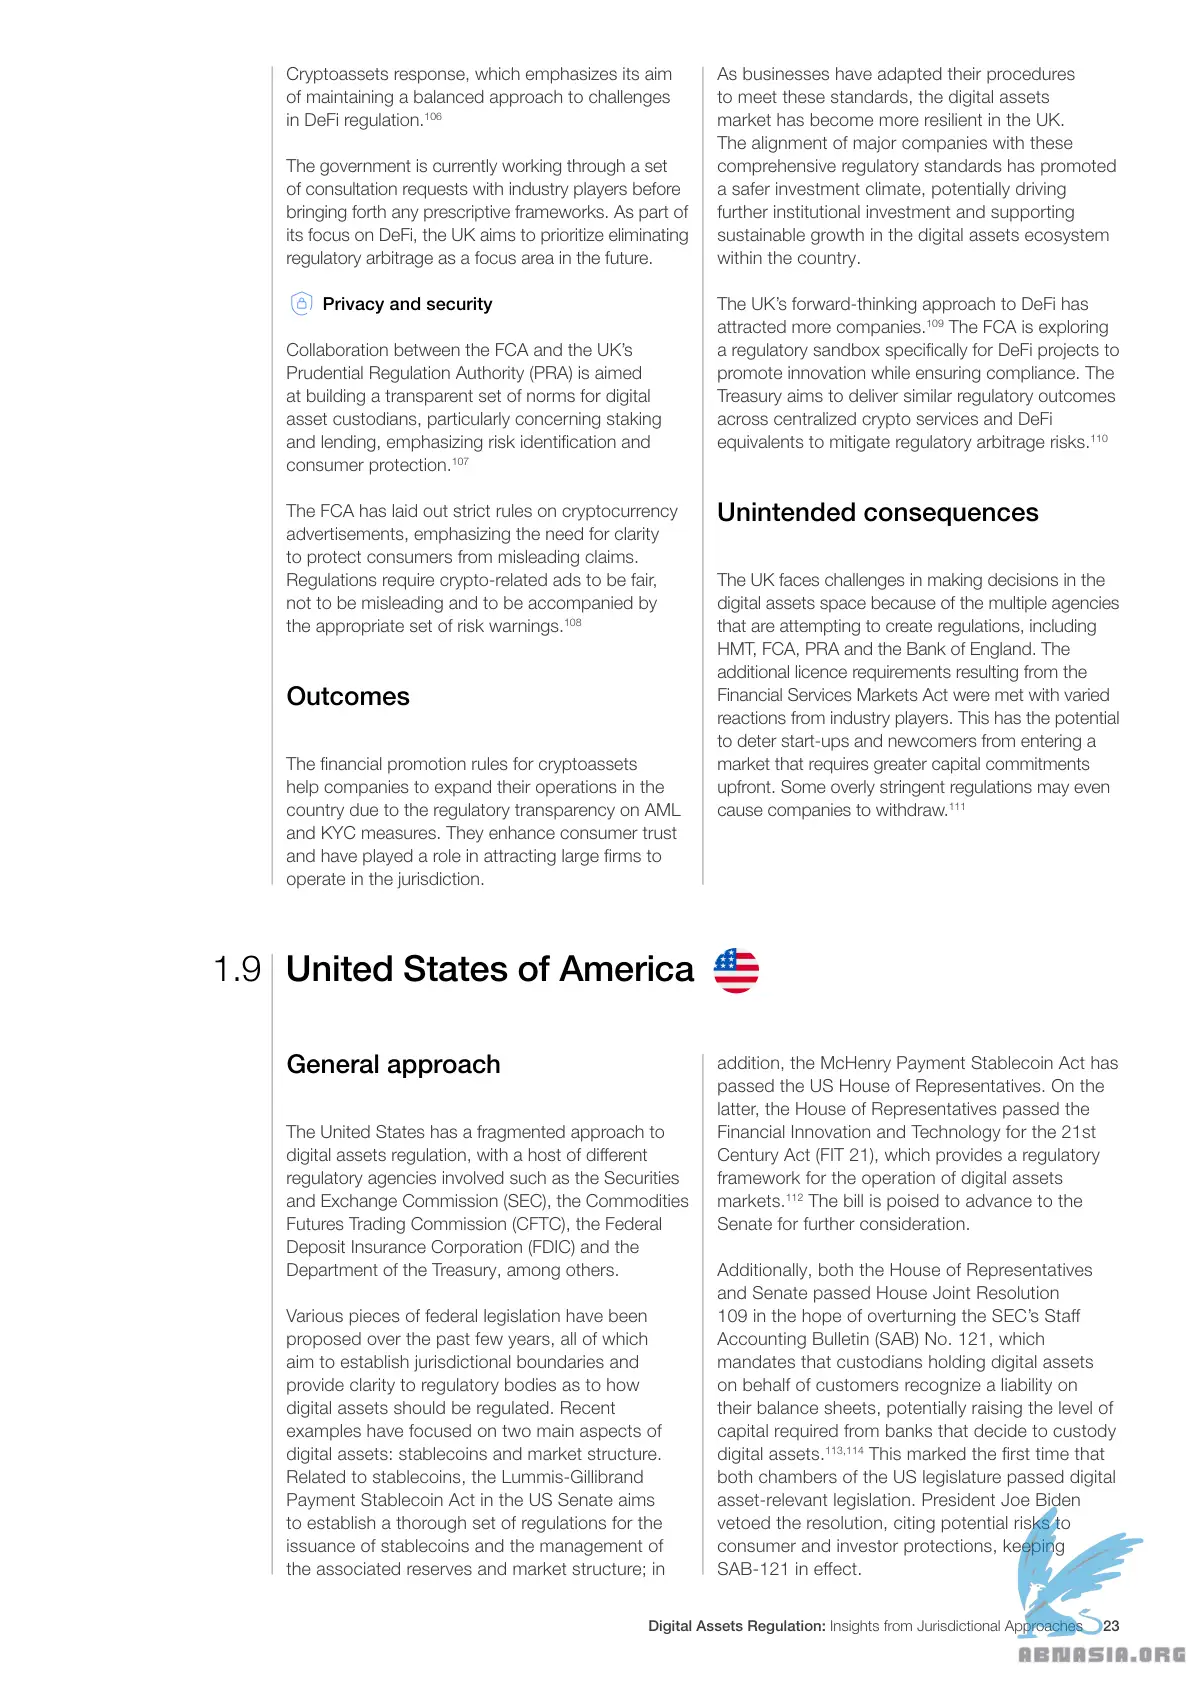 Cryptoassets response, which emphasizes its aim
of maintaining a balanced approach to challenges
in DeFi regulation.106
The government is currently working through a set
of consultation requests with industry players before
bringing forth any prescriptive frameworks. As part of
its focus on DeFi, the UK aims to prioritize eliminating
regulatory arbitrage as a focus area in the future.
Privacy and security
Collaboration between the FCA and the UK’s
Prudential Regulation Authority (PRA) is aimed
at building a transparent set of norms for digital
asset custodians, particularly concerning staking
and lending, emphasizing risk identification and
consumer protection.107
The FCA has laid out strict rules on cryptocurrency
advertisements, emphasizing the need for clarity
to protect consumers from misleading claims.
Regulations require crypto-related ads to be fair,
not to be misleading and to be accompanied by
the appropriate set of risk warnings.108
Outcomes
The financial promotion rules for cryptoassets
help companies to expand their operations in the
country due to the regulatory transparency on AML
and KYC measures. They enhance consumer trust
and have played a role in attracting large firms to
operate in the jurisdiction.
As businesses have adapted their procedures
to meet these standards, the digital assets
market has become more resilient in the UK.
The alignment of major companies with these
comprehensive regulatory standards has promoted
a safer investment climate, potentially driving
further institutional investment and supporting
sustainable growth in the digital assets ecosystem
within the country.
The UK’s forward-thinking approach to DeFi has
attracted more companies.109 The FCA is exploring
a regulatory sandbox specifically for DeFi projects to
promote innovation while ensuring compliance. The
Treasury aims to deliver similar regulatory outcomes
across centralized crypto services and DeFi
equivalents to mitigate regulatory arbitrage risks.110
Unintended consequences
The UK faces challenges in making decisions in the
digital assets space because of the multiple agencies
that are attempting to create regulations, including
HMT, FCA, PRA and the Bank of England. The
additional licence requirements resulting from the
Financial Services Markets Act were met with varied
reactions from industry players. This has the potential
to deter start-ups and newcomers from entering a
market that requires greater capital commitments
upfront. Some overly stringent regulations may even
cause companies to withdraw.111
1.9 United States of America
General approach
The United States has a fragmented approach to
digital assets regulation, with a host of different
regulatory agencies involved such as the Securities
and Exchange Commission (SEC), the Commodities
Futures Trading Commission (CFTC), the Federal
Deposit Insurance Corporation (FDIC) and the
Department of the Treasury, among others.
Various pieces of federal legislation have been
proposed over the past few years, all of which
aim to establish jurisdictional boundaries and
provide clarity to regulatory bodies as to how
digital assets should be regulated. Recent
examples have focused on two main aspects of
digital assets: stablecoins and market structure.
Related to stablecoins, the Lummis-Gillibrand
Payment Stablecoin Act in the US Senate aims
to establish a thorough set of regulations for the
issuance of stablecoins and the management of
the associated reserves and market structure; in
addition, the McHenry Payment Stablecoin Act has
passed the US House of Representatives. On the
latter, the House of Representatives passed the
Financial Innovation and Technology for the 21st
Century Act (FIT 21), which provides a regulatory
framework for the operation of digital assets
markets.112 The bill is poised to advance to the
Senate for further consideration.
Additionally, both the House of Representatives
and Senate passed House Joint Resolution
109 in the hope of overturning the SEC’s Staff
Accounting Bulletin (SAB) No. 121, which
mandates that custodians holding digital assets
on behalf of customers recognize a liability on
their balance sheets, potentially raising the level of
capital required from banks that decide to custody
digital assets.113,114 This marked the first time that
both chambers of the US legislature passed digital
asset-relevant legislation. President Joe Biden
vetoed the resolution, citing potential risks to
consumer and investor protections, keeping
SAB-121 in effect.
Digital Assets Regulation: Insights from Jurisdictional Approaches 23
ABNASIA.ORG